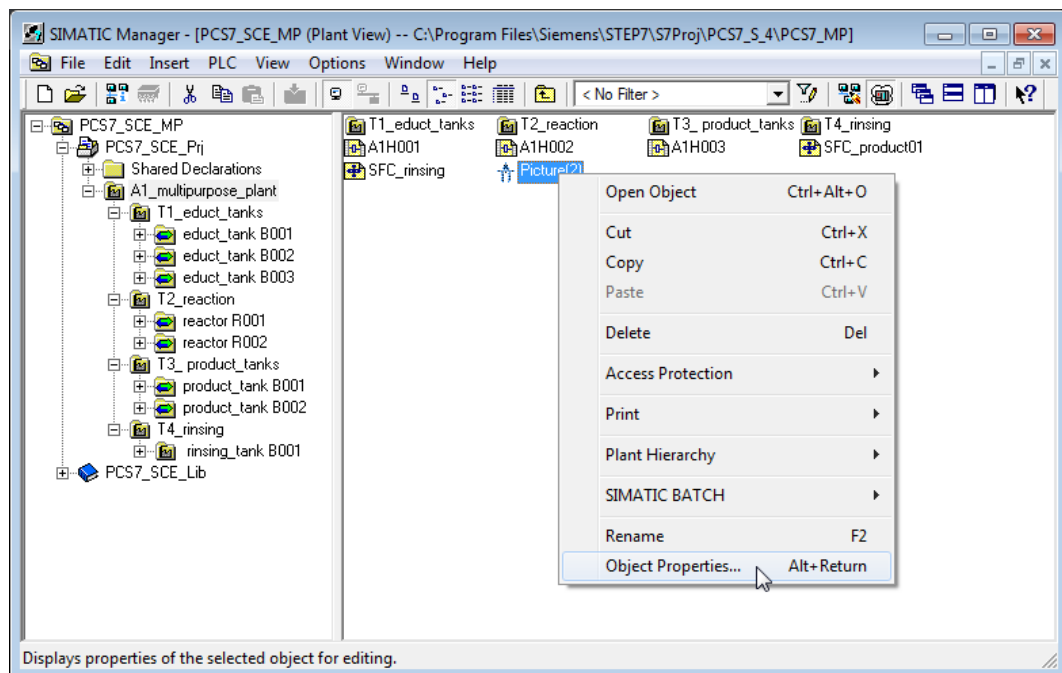 SIMATIC Manager - [PCS7_SCE_MP (Plant View) -- C:\Program Files\Siemens\STEP7\S7Proj\PCS7_S_4\PCS7_MP]
File Edit Insert PLC View Options Window Help
< No Filter >
PCS7_SCE_MP
PCS7_SCE_Prj
Shared Declarations
A1_multipurpose_plant
T1_educt_tanks
educt_tank B001
educt_tank B002
educt_tank B003
T2_reaction
reactor R001
reactor R002
T3_ product_tanks
product_tank B001
product_tank B002
T4_rinsing
rinsing_tank B001
PCS7_SCE_Lib
T1_educt_tanks T2_reaction T3_ product_tanks T4_rinsing
A1H001 A1H002 A1H003 SFC_product01
SFC_rinsing Picture(2)
Open Object Ctrl+Alt+O
Cut Ctrl+X
Copy Ctrl+C
Paste Ctrl+V
Delete Del
Access Protection
Print
Plant Hierarchy
SIMATIC BATCH
Rename F2
Object Properties... Alt+Return
Displays properties of the selected object for editing.